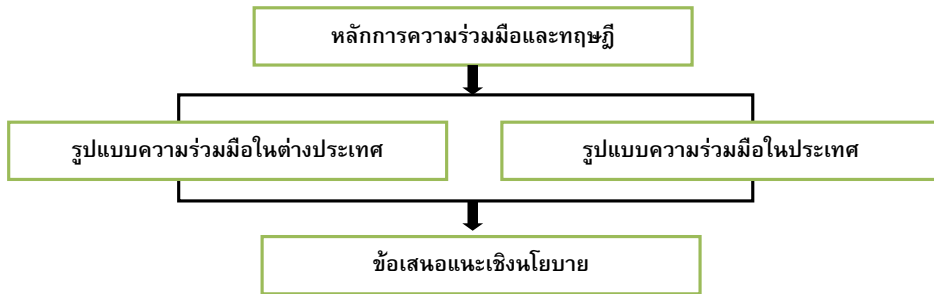 หลักการความร่วมมือและทฤษฎี
รูปแบบความร่วมมือในต่างประเทศ
รูปแบบความร่วมมือในประเทศ
ข้อเสนอแนะเชิงนโยบาย